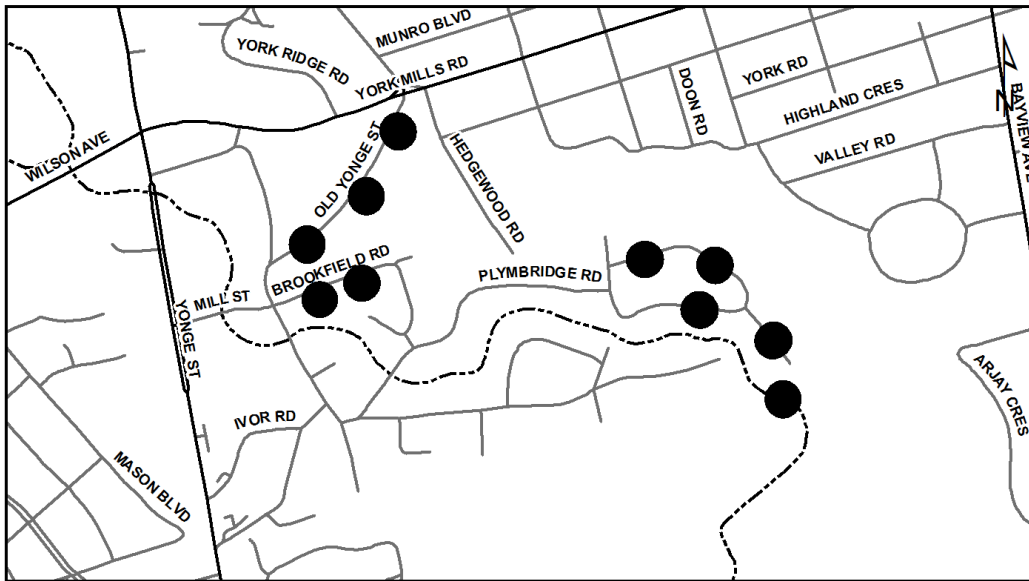 MUNRO BLVD
YORK RIDGE RD
YORK MILLS RD
YORK RD
DOON RD
HIGHLAND CRES
BAYVIEW AVE
WILSON AVE
VALLEY RD
OLD YONGE ST
HEDGEWOOD RD
BROOKFIELD RD
PLYMBRIDGE RD
MILL ST
YONGE ST
ARJAY CRES
IVOR RD
MASON BLVD